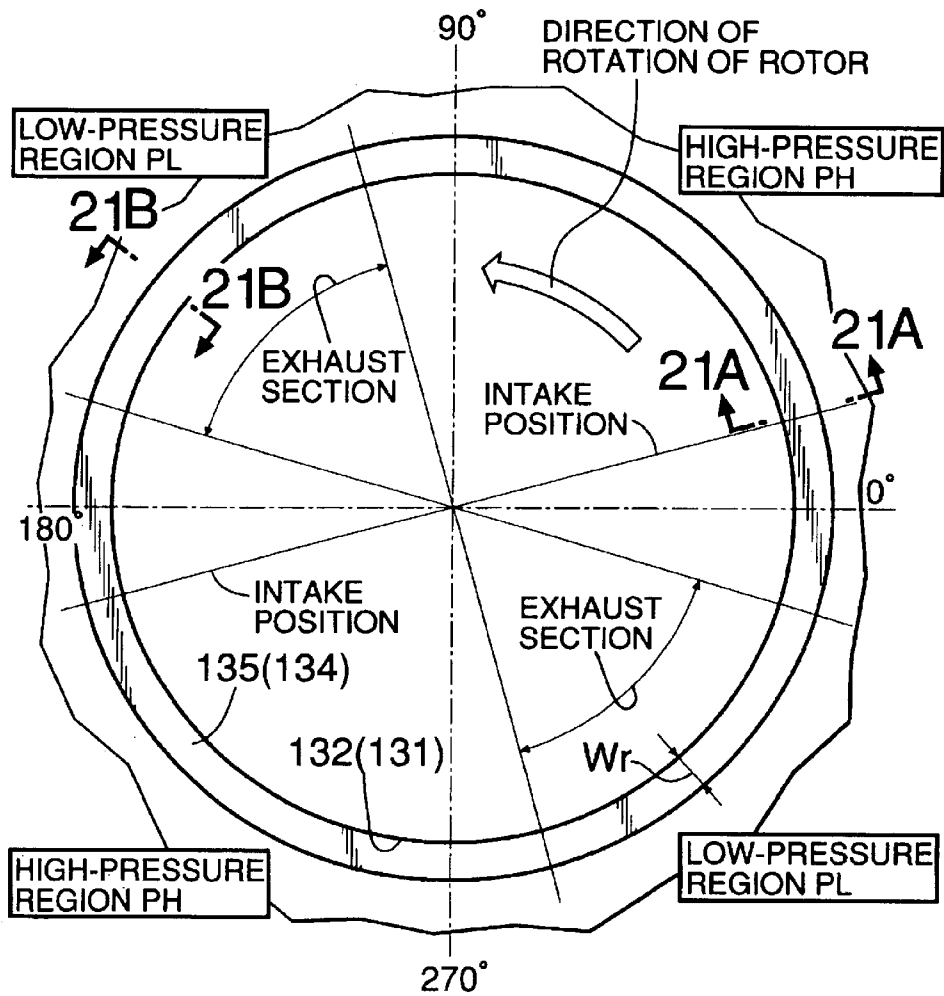 90°
DIRECTION OF
ROTATION OF ROTOR
LOW-PRESSURE
REGION PL
HIGH-PRESSURE
REGION PH
21B
21B
21A
21A
EXHAUST
SECTION
INTAKE
POSITION
0°
180°
INTAKE
POSITION
EXHAUST
SECTION
135(134)
132(131)
Wr
HIGH-PRESSURE
REGION PH
LOW-PRESSURE
REGION PL
270°